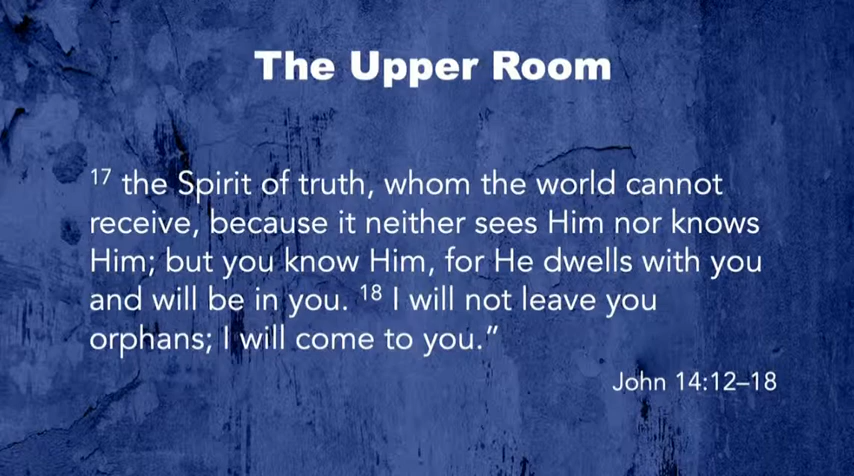 The Upper Room
17 the Spirit of truth, whom the world cannot
receive, because it neither sees Him nor knows
Him; but you know Him, for He dwells with you
and will be in you. 18 I will not leave you
orphans; I will come to you.”
John 14:12–18